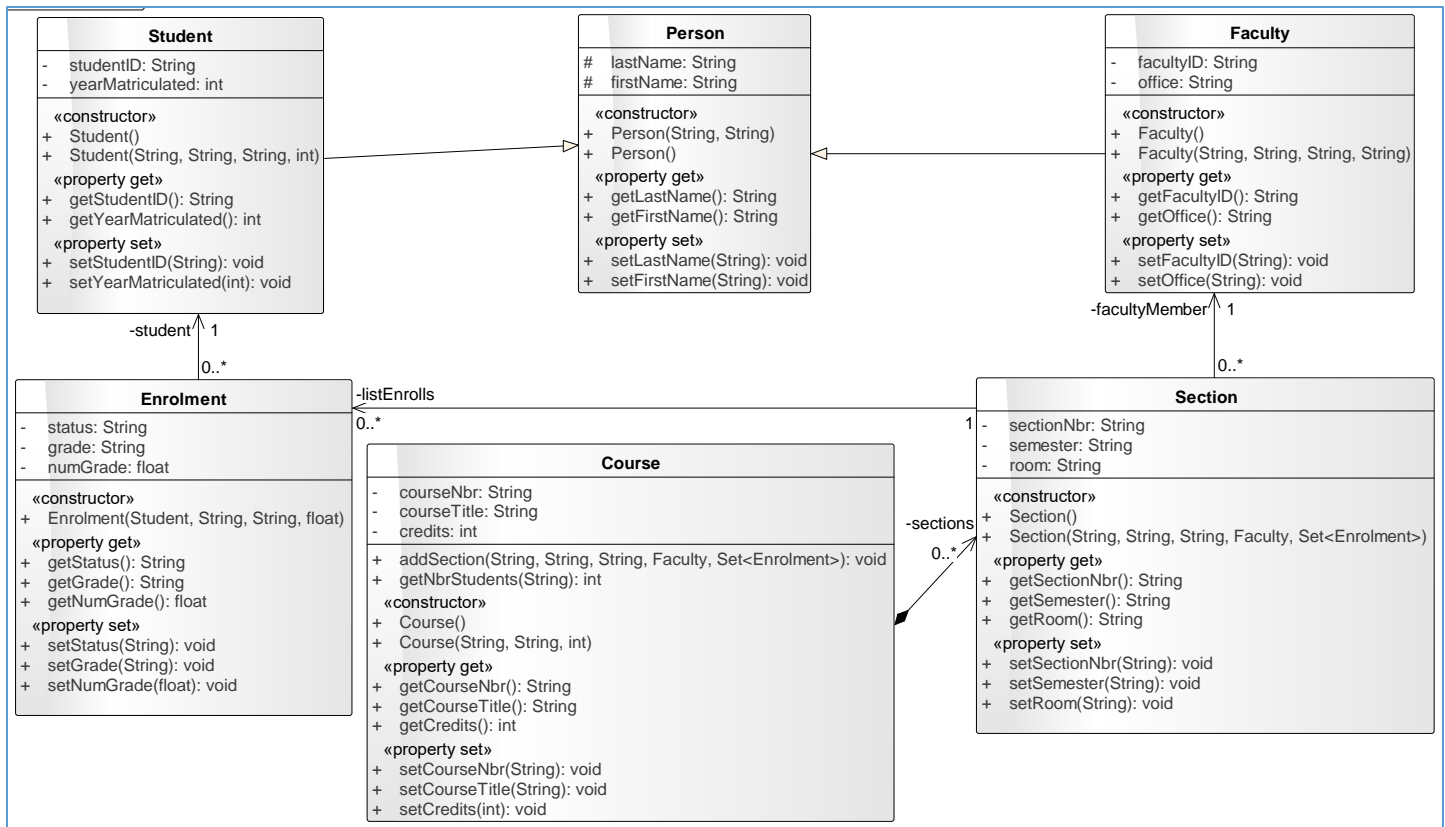 Student
- studentID: String
- yearMatriculated: int
«constructor»
+ Student()
+ Student(String, String, String, int)
«property get»
+ getStudentID(): String
+ getYearMatriculated(): int
«property set»
+ setStudentID(String): void
+ setYearMatriculated(int): void
Person
# lastName: String
# firstName: String
«constructor»
+ Person(String, String)
+ Person()
«property get»
+ getLastName(): String
+ getFirstName(): String
«property set»
+ setLastName(String): void
+ setFirstName(String): void
Faculty
- facultyID: String
- office: String
«constructor»
+ Faculty()
+ Faculty(String, String, String, String)
«property get»
+ getFacultyID(): String
+ getOffice(): String
«property set»
+ setFacultyID(String): void
+ setOffice(String): void
-student 1
0..*
-facultyMember 1
0..*
Enrolment
- status: String
- grade: String
- numGrade: float
«constructor»
+ Enrolment(Student, String, String, float)
«property get»
+ getStatus(): String
+ getGrade(): String
+ getNumGrade(): float
«property set»
+ setStatus(String): void
+ setGrade(String): void
+ setNumGrade(float): void
-listEnrolls
0..*
1
Course
- courseNbr: String
- courseTitle: String
- credits: int
+ addSection(String, String, String, Faculty, Set<Enrolment>): void
+ getNbrStudents(String): int
«constructor»
+ Course()
+ Course(String, String, int)
«property get»
+ getCourseNbr(): String
+ getCourseTitle(): String
+ getCredits(): int
«property set»
+ setCourseNbr(String): void
+ setCourseTitle(String): void
+ setCredits(int): void
-sections
0..*
Section
- sectionNbr: String
- semester: String
- room: String
«constructor»
+ Section()
+ Section(String, String, String, Faculty, Set<Enrolment>)
«property get»
+ getSectionNbr(): String
+ getSemester(): String
+ getRoom(): String
«property set»
+ setSectionNbr(String): void
+ setSemester(String): void
+ setRoom(String): void